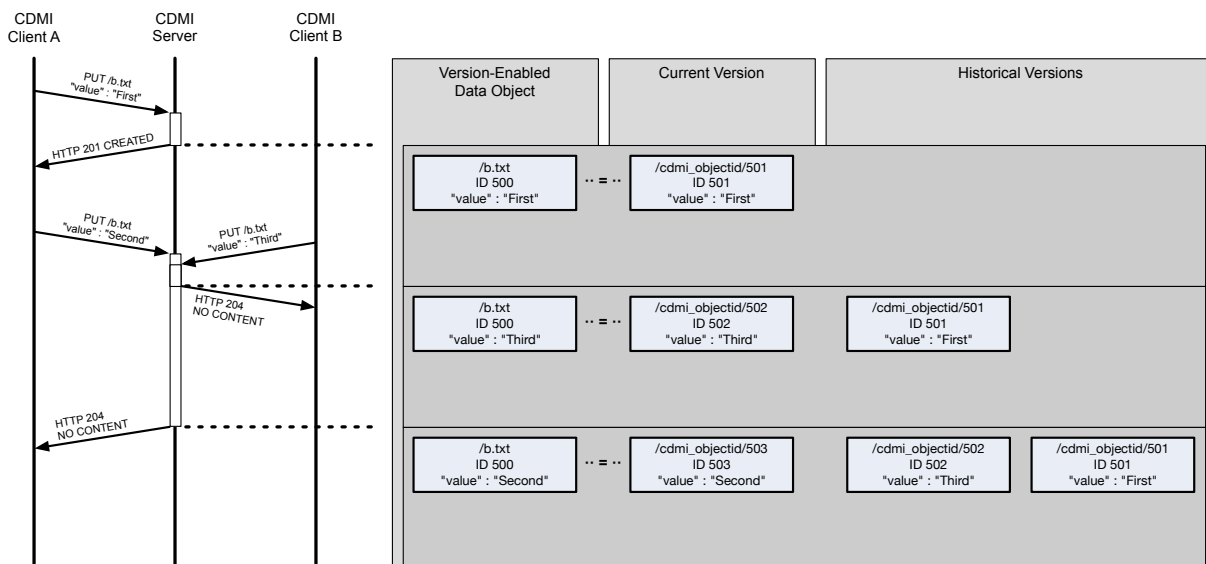 CDMI
Client A
CDMI
Server
CDMI
Client B
PUT /b.txt
"value" : "First"
HTTP 201 CREATED
PUT /b.txt
"value" : "Second"
PUT /b.txt
"value" : "Third"
HTTP 204
NO CONTENT
HTTP 204
NO CONTENT
Version-Enabled
Data Object
Current Version
Historical Versions
/b.txt
ID 500
"value" : "First"
·· = ··
/cdmi_objectid/501
ID 501
"value" : "First"
/b.txt
ID 500
"value" : "Third"
·· = ··
/cdmi_objectid/502
ID 502
"value" : "Third"
/cdmi_objectid/501
ID 501
"value" : "First"
/b.txt
ID 500
"value" : "Second"
·· = ··
/cdmi_objectid/503
ID 503
"value" : "Second"
/cdmi_objectid/502
ID 502
"value" : "Third"
/cdmi_objectid/501
ID 501
"value" : "First"